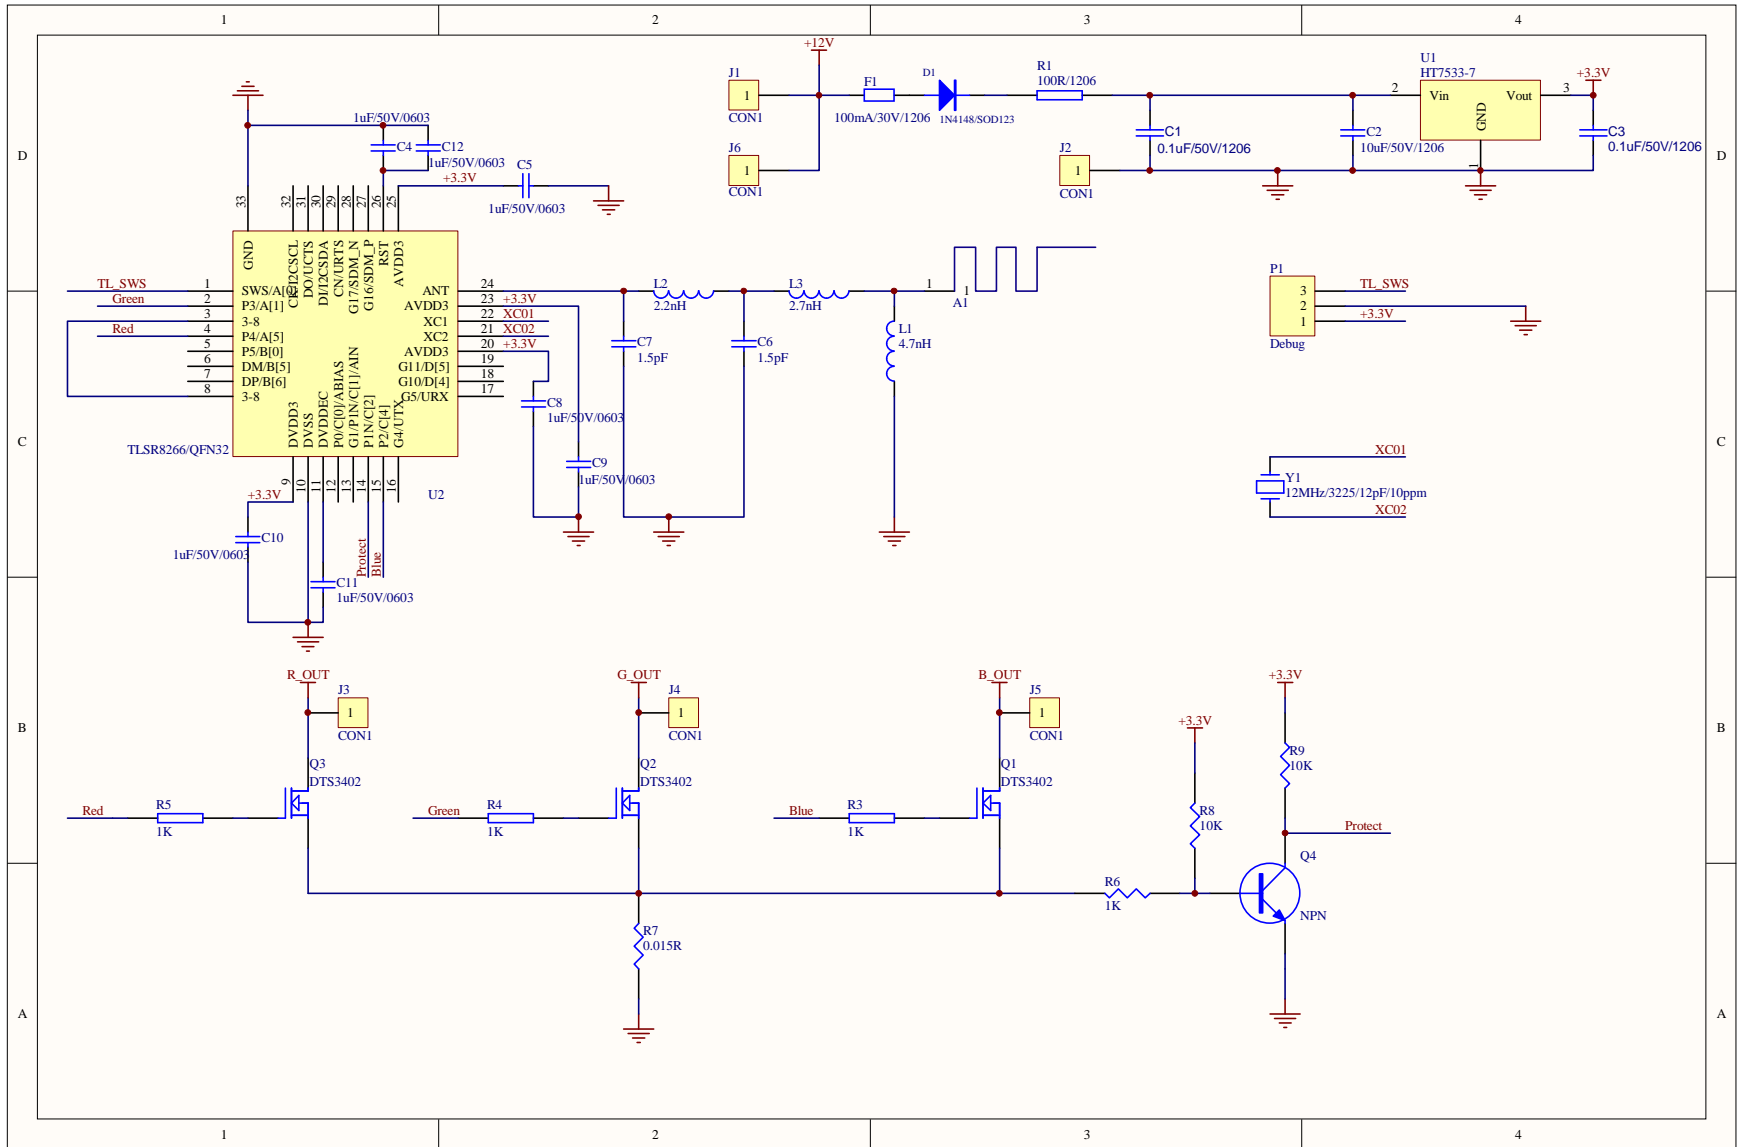 1 2 3 4
D
C
B
A
D
C
B
A
1 2 3 4
+12V
J1
1
CON1
J6
1
CON1
F1
100mA/30V/1206
D1
1N4148/SOD123
R1
100R/1206
J2
1
CON1
C1
0.1uF/50V/1206
C2
10uF/50V/1206
U1
HT7533-7
2
Vin
Vout
3
GND
1
+3.3V
C3
0.1uF/50V/1206
1uF/50V/0603
C4
C12
1uF/50V/0603
C5
+3.3V
1uF/50V/0603
33
32
31
30
29
28
27
26
25
GND
CK/I2CSCL
DO/UCTS
DI/I2CSDA
CN/URTS
G17/SDM_N
G16/SDM_P
RST
AVDD3
TL_SWS
1
SWS/A[0]
Green
2
P3/A[1]
3
3-8
Red
4
P4/A[5]
5
P5/B[0]
6
DM/B[5]
7
DP/B[6]
8
3-8
ANT
24
AVDD3
23
+3.3V
XC1
22
XC01
XC2
21
XC02
AVDD3
20
+3.3V
G11/D[5]
19
G10/D[4]
18
G5/URX
17
DVDD3
DVSS
DVDDEC
P0/C[0]/ABIAS
G1/P1N/C[1]/AIN
P1N/C[2]
P2/C[4]
G4/UTX
TLSR8266/QFN32
9
10
11
12
13
14
15
16
U2
+3.3V
C10
1uF/50V/0603
C11
1uF/50V/0603
Protect
Blue
C8
1uF/50V/0603
C9
1uF/50V/0603
L2
2.2nH
L3
2.7nH
C7
1.5pF
C6
1.5pF
L1
4.7nH
1
1
A1
P1
3
2
1
Debug
TL_SWS
+3.3V
XC01
Y1
12MHz/3225/12pF/10ppm
XC02
R_OUT
J3
1
CON1
Q3
DTS3402
Red
R5
1K
G_OUT
J4
1
CON1
Q2
DTS3402
Green
R4
1K
B_OUT
J5
1
CON1
Q1
DTS3402
Blue
R3
1K
R7
0.015R
R6
1K
+3.3V
R8
10K
+3.3V
R9
10K
Protect
Q4
NPN